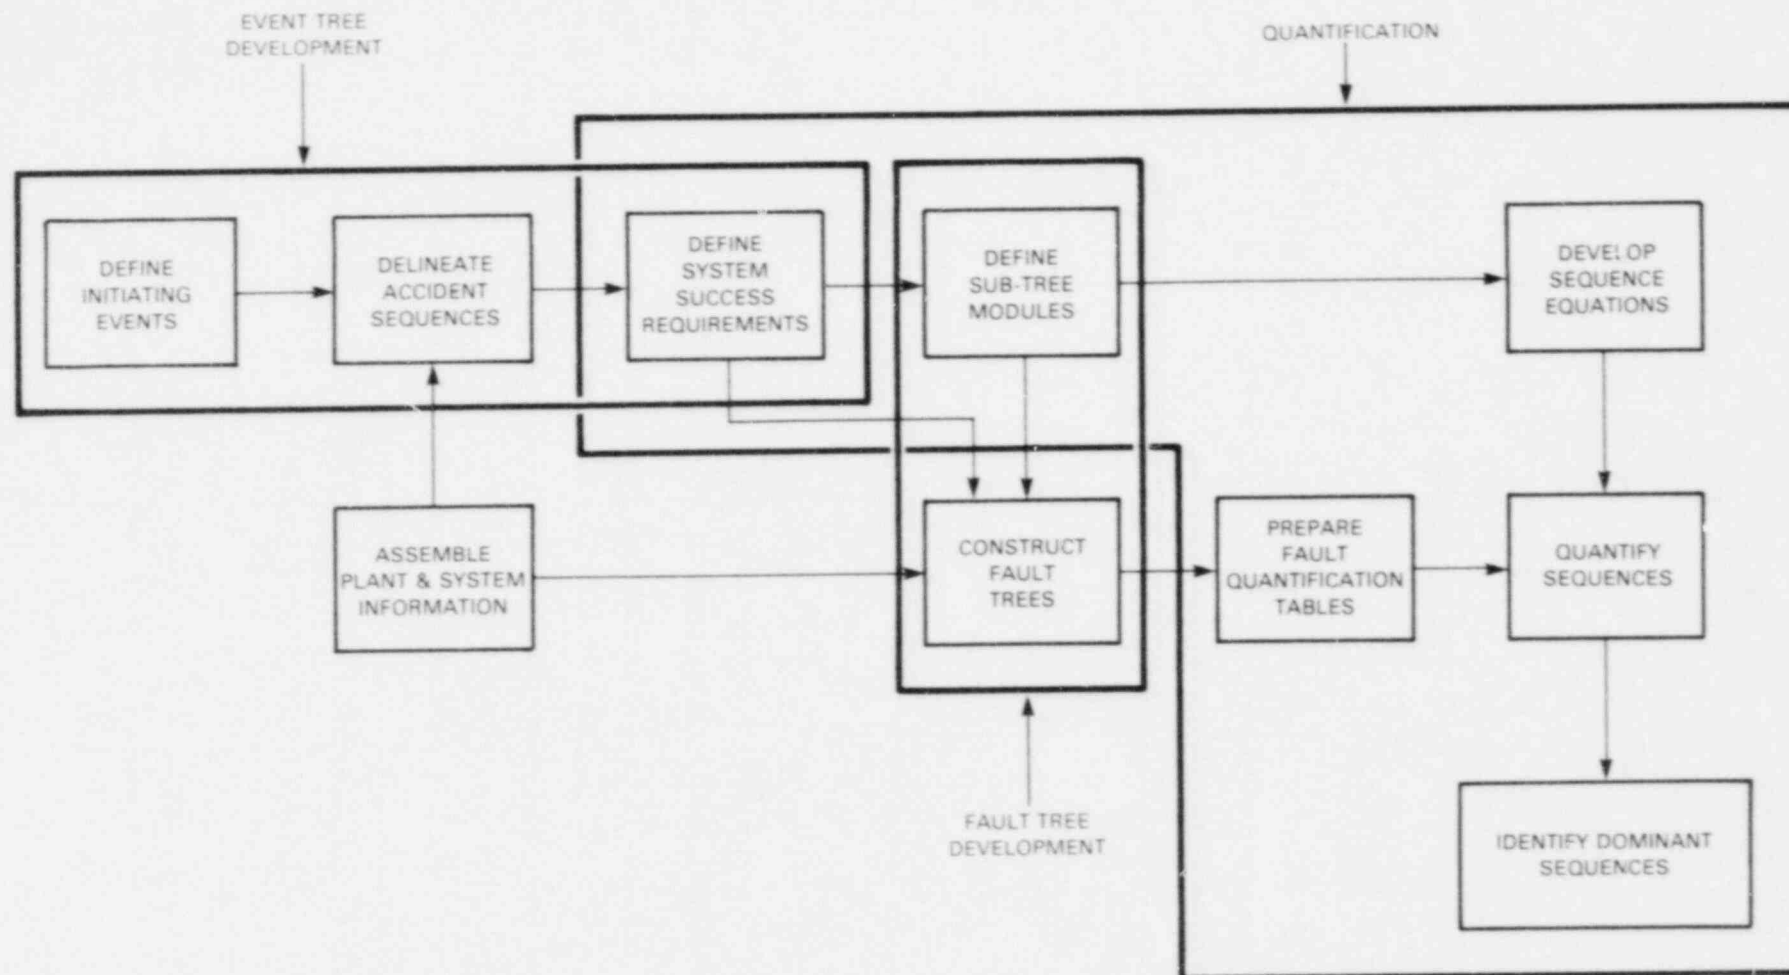 EVENT TREE
DEVELOPMENT
QUANTIFICATION
DEFINE
INITIATING
EVENTS
DELINEATE
ACCIDENT
SEQUENCES
DEFINE
SYSTEM
SUCCESS
REQUIREMENTS
DEFINE
SUB-TREE
MODULES
DEVELOP
SEQUENCE
EQUATIONS
ASSEMBLE
PLANT & SYSTEM
INFORMATION
CONSTRUCT
FAULT
TREES
PREPARE
FAULT
QUANTIFICATION
TABLES
QUANTIFY
SEQUENCES
FAULT TREE
DEVELOPMENT
IDENTIFY DOMINANT
SEQUENCES